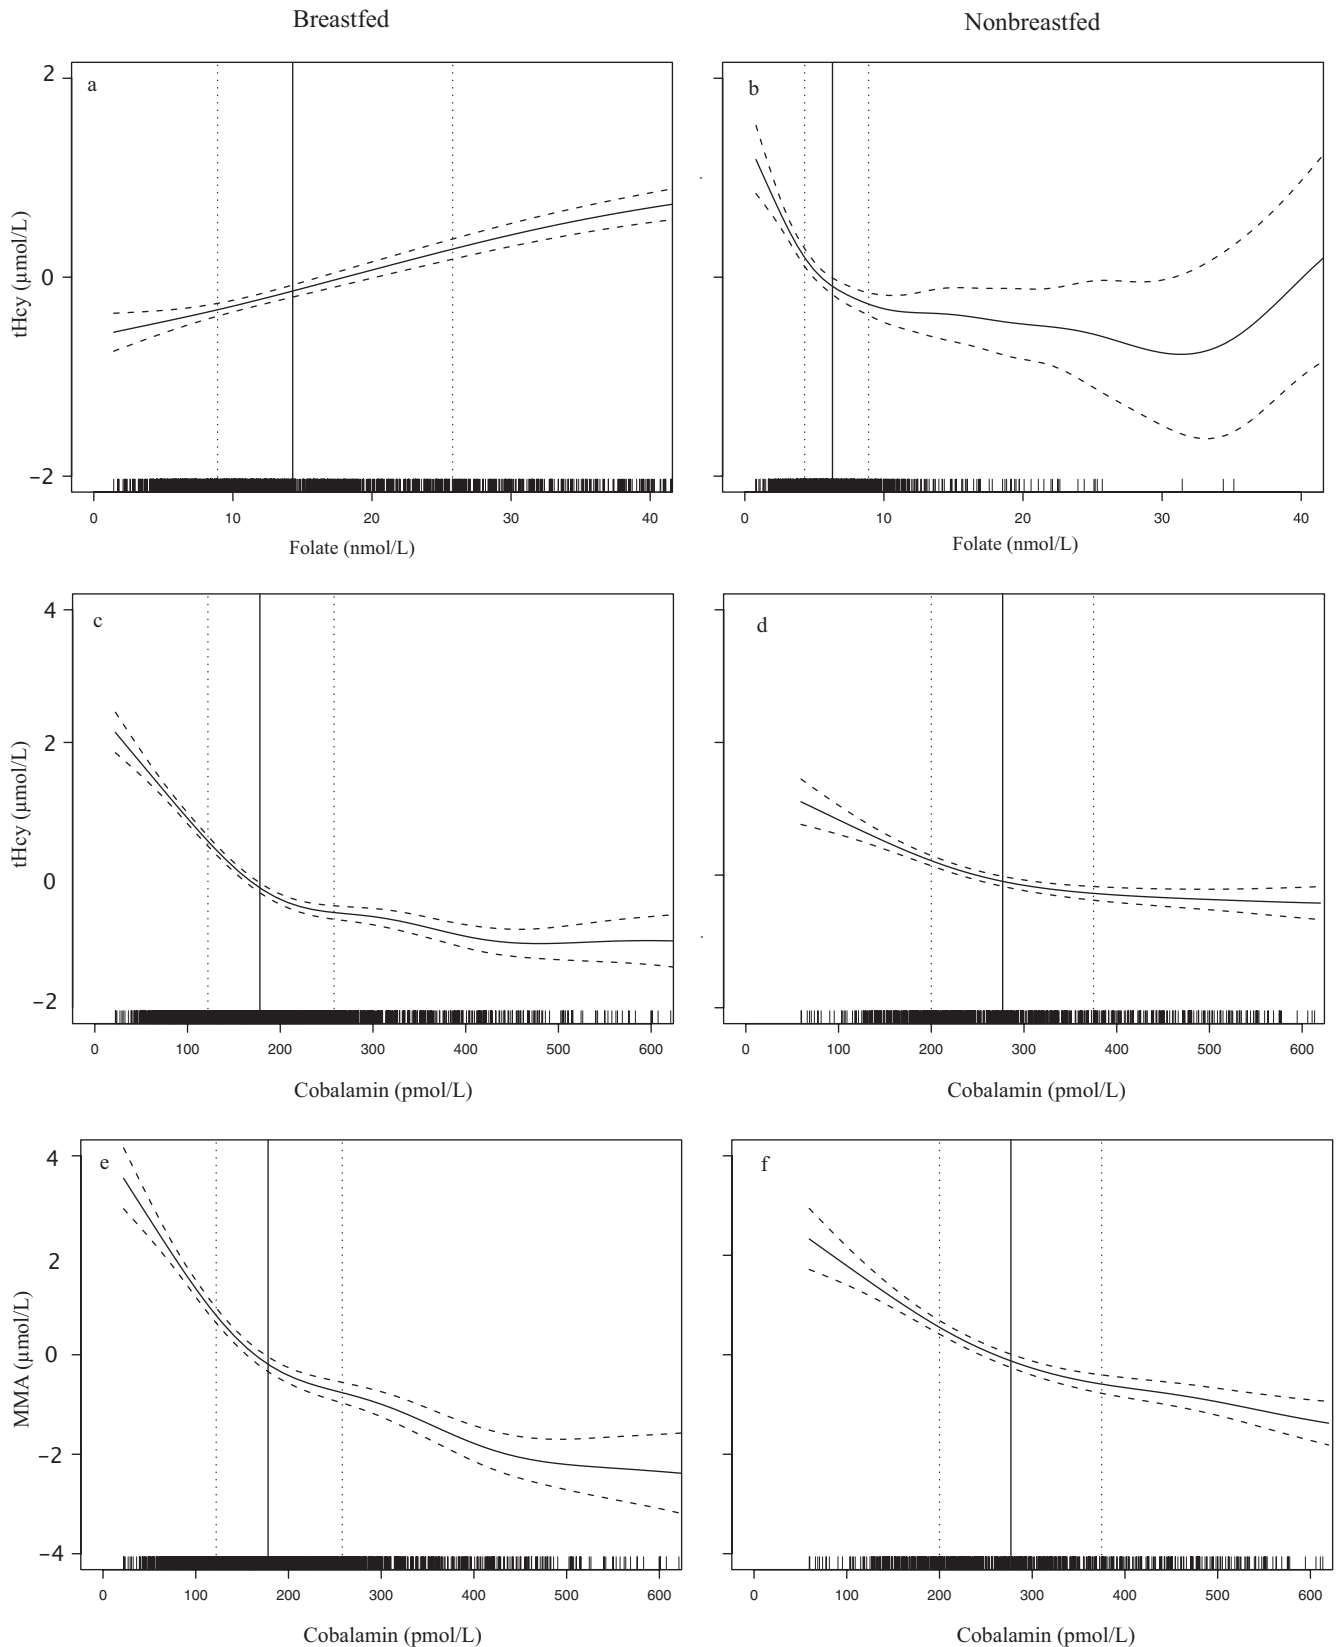 Breastfed Nonbreastfed
a b
2
0
−2
tHcy (µmol/L)
0 10 20 30 40 0 10 20 30 40
Folate (nmol/L) Folate (nmol/L)
c d
4
2
0
−2
tHcy (µmol/L)
0 100 200 300 400 500 600 0 100 200 300 400 500 600
Cobalamin (pmol/L) Cobalamin (pmol/L)
e f
4
2
0
−2
−4
MMA (µmol/L)
0 100 200 300 400 500 600 0 100 200 300 400 500 600
Cobalamin (pmol/L) Cobalamin (pmol/L)